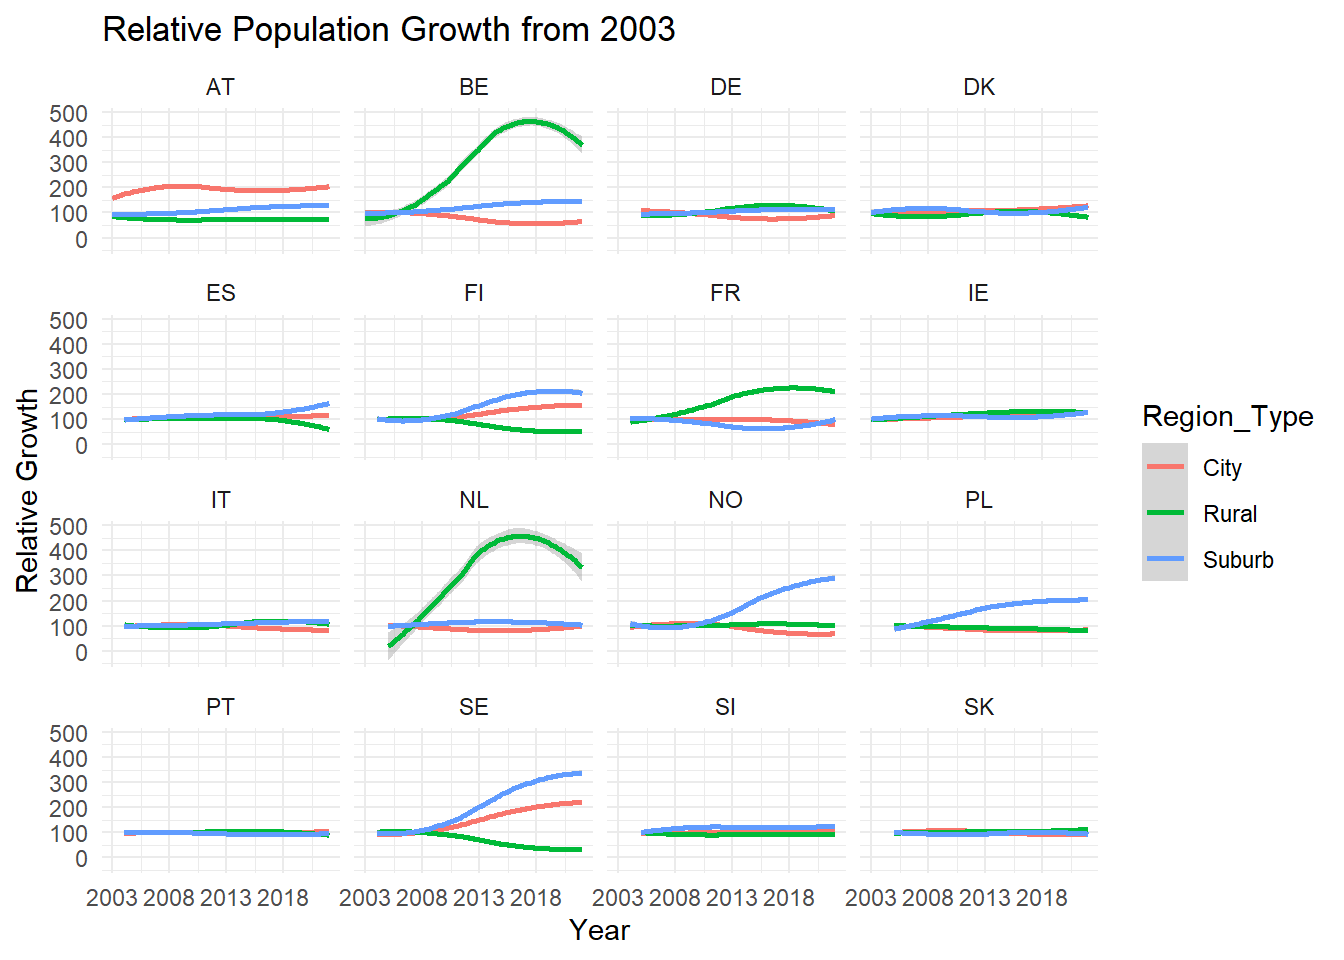 Relative Population Growth from 2003
AT BE DE DK
500
400
300
200
100
0
ES FI FR IE
500
400
300
200
100
0
IT NL NO PL
500
400
300
200
100
0
PT SE SI SK
500
400
300
200
100
0
2003 2008 2013 2018 2003 2008 2013 2018 2003 2008 2013 2018 2003 2008 2013 2018
Year
Relative Growth
Region_Type
City
Rural
Suburb